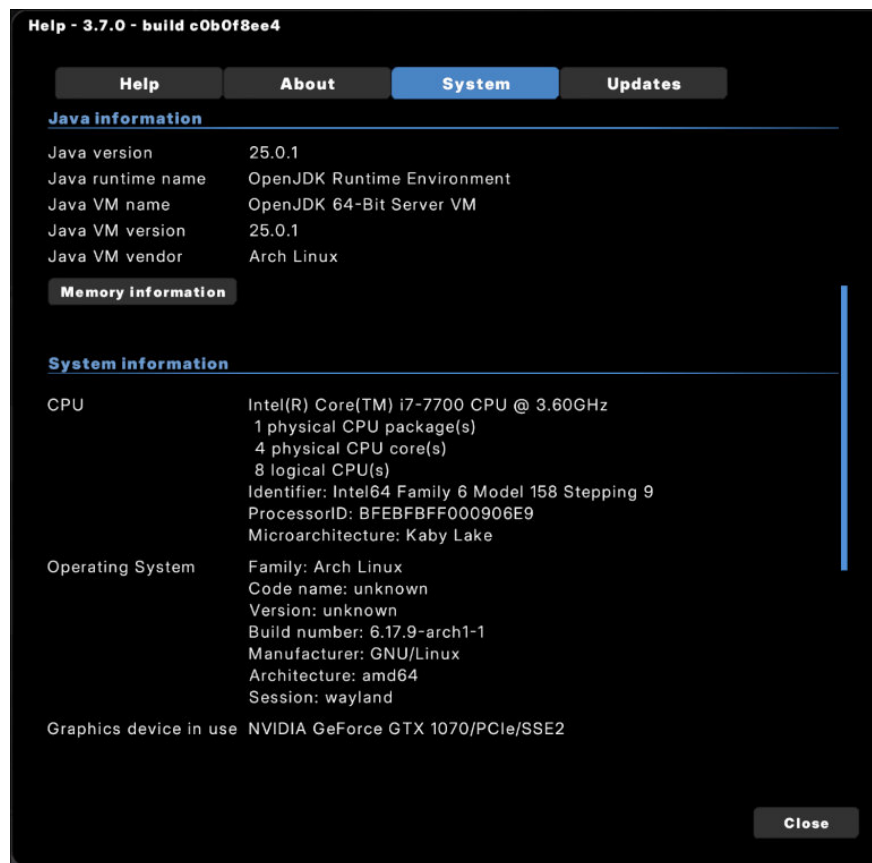 Help - 3.7.0 - build c0b0f8ee4
Help About System Updates
Java information
Java version 25.0.1
Java runtime name OpenJDK Runtime Environment
Java VM name OpenJDK 64-Bit Server VM
Java VM version 25.0.1
Java VM vendor Arch Linux
Memory information
System information
CPU Intel(R) Core(TM) i7-7700 CPU @ 3.60GHz
1 physical CPU package(s)
4 physical CPU core(s)
8 logical CPU(s)
Identifier: Intel64 Family 6 Model 158 Stepping 9
ProcessorID: BFEBFBFF000906E9
Microarchitecture: Kaby Lake
Operating System Family: Arch Linux
Code name: unknown
Version: unknown
Build number: 6.17.9-arch1-1
Manufacturer: GNU/Linux
Architecture: amd64
Session: wayland
Graphics device in use NVIDIA GeForce GTX 1070/PCIe/SSE2
Close